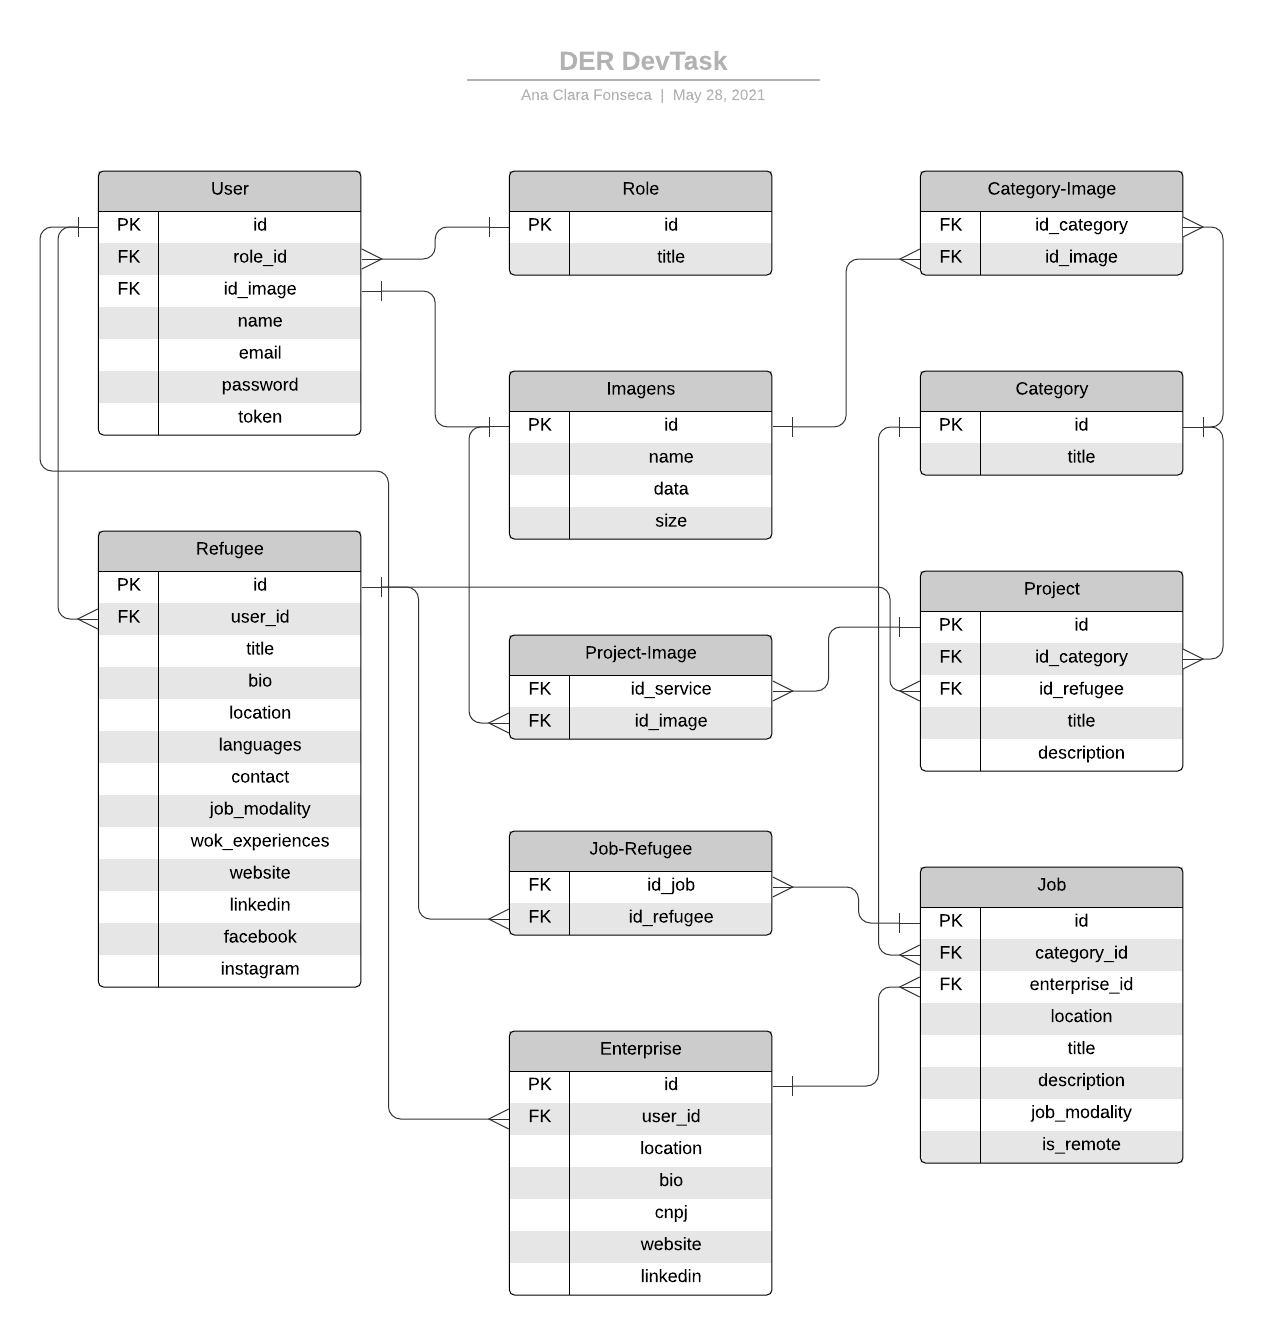 DER DevTask
Ana Clara Fonseca | May 28, 2021
User
PK id
FK role_id
FK id_image
name
email
password
token
Role
PK id
title
Category-Image
FK id_category
FK id_image
Imagens
PK id
name
data
size
Category
PK id
title
Refugee
PK id
FK user_id
title
bio
location
languages
contact
job_modality
wok_experiences
website
linkedin
facebook
instagram
Project-Image
FK id_service
FK id_image
Project
PK id
FK id_category
FK id_refugee
title
description
Job-Refugee
FK id_job
FK id_refugee
Job
PK id
FK category_id
FK enterprise_id
location
title
description
job_modality
is_remote
Enterprise
PK id
FK user_id
location
bio
cnpj
website
linkedin